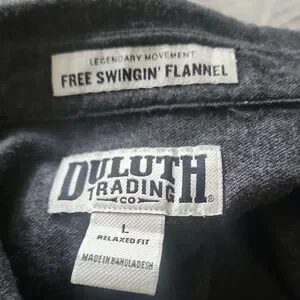 LEGENDARY MOVEMENT
FREE SWINGIN' FLANNEL
DULUTH
TRADING
CO
®
L
RELAXED FIT
MADE IN BANGLADESH